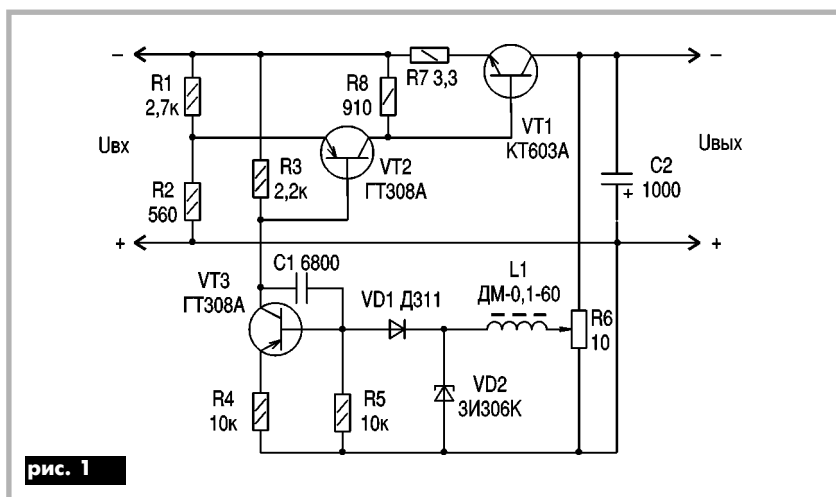 −
−
R1
2,7к
R8
910
R7 3,3
VT1
КТ603А
Uвх
R3
2,2к
VT2
ГТ308А
Uвых
C2
1000
+
R2
560
+
+
C1 6800
VT3
ГТ308А
VD1 Д311
L1
ДМ-0,1-60
R6
10
VD2
3И306К
R4
10к
R5
10к
рис. 1